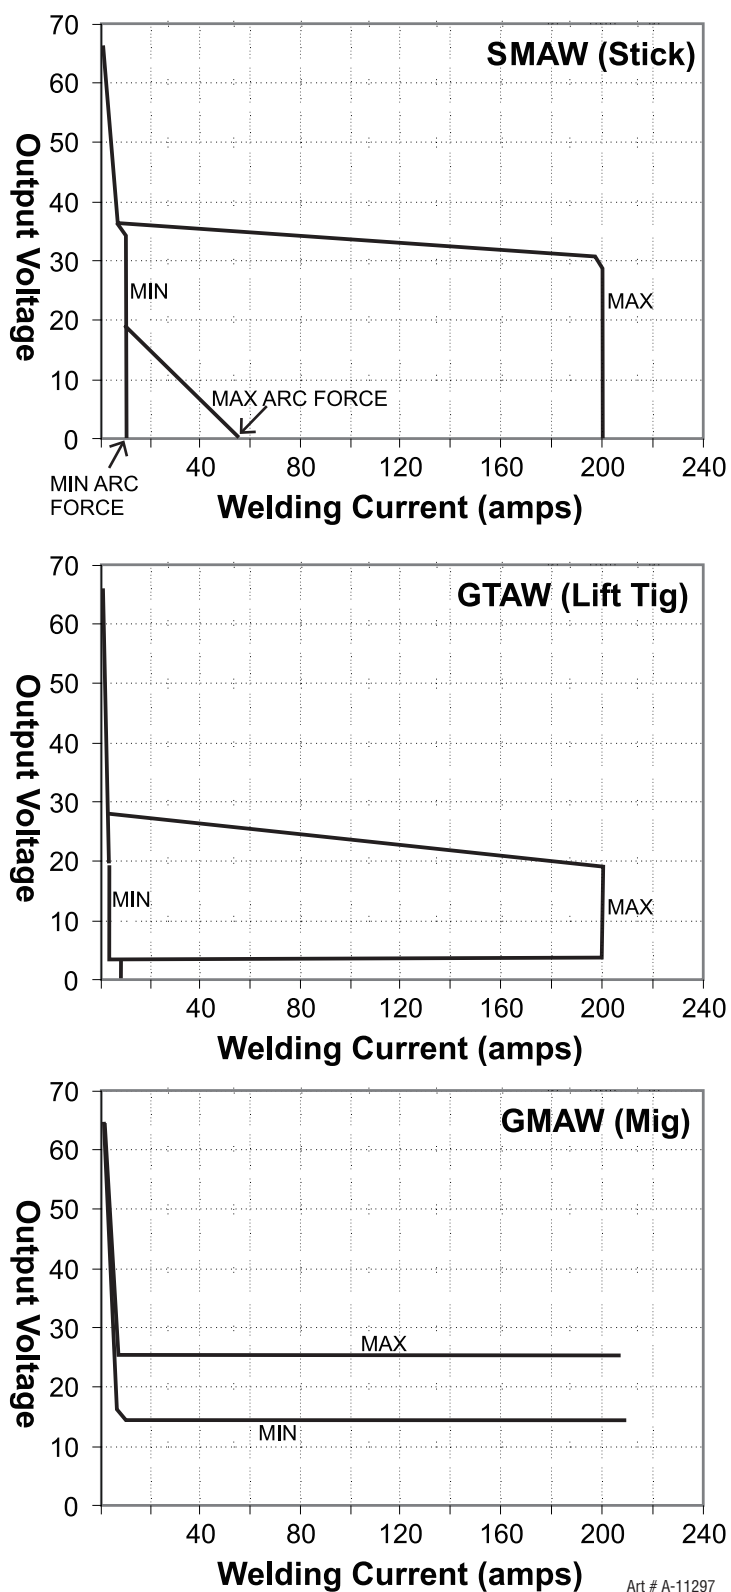 SMAW (Stick)
Output Voltage
70
60
50
40
30
20
10
0
MIN
MAX
MAX ARC FORCE
MIN ARC
FORCE
40 80 120 160 200 240
Welding Current (amps)
GTAW (Lift Tig)
Output Voltage
70
60
50
40
30
20
10
0
MIN
MAX
40 80 120 160 200 240
Welding Current (amps)
GMAW (Mig)
Output Voltage
70
60
50
40
30
20
10
0
MAX
MIN
40 80 120 160 200 240
Welding Current (amps)
Art # A-11297